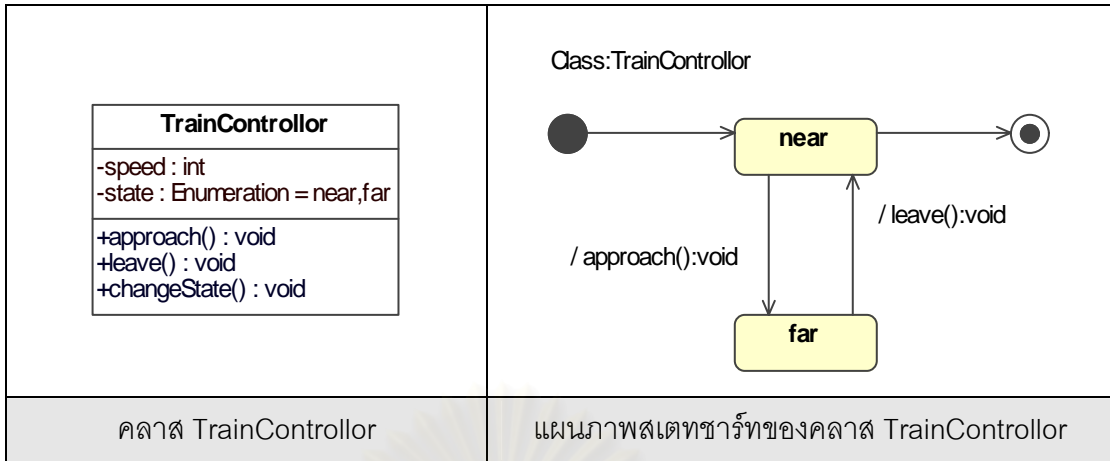 TrainControllor
-speed : int
-state : Enumeration = near,far
+approach() : void
+leave() : void
+changeState() : void
Class:TrainControllor
near
/ leave():void
/ approach():void
far
คลาส TrainControllor
แผนภาพสเตทชาร์ทของคลาส TrainControllor